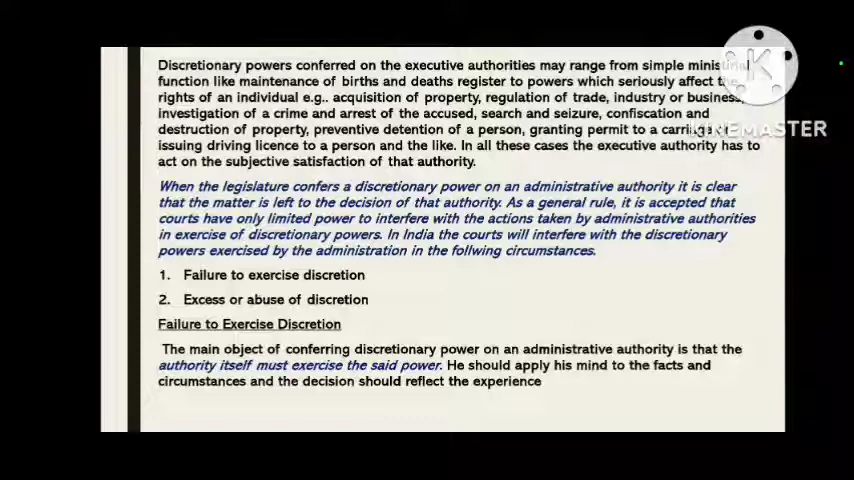 Discretionary powers conferred on the executive authorities may range from simple ministerial
function like maintenance of births and deaths register to powers which seriously affect the
rights of an individual e.g.. acquisition of property, regulation of trade, industry or business,
investigation of a crime and arrest of the accused, search and seizure, confiscation and
destruction of property, preventive detention of a person, granting permit to a carriage
issuing driving licence to a person and the like. In all these cases the executive authority has to
act on the subjective satisfaction of that authority.
When the legislature confers a discretionary power on an administrative authority it is clear
that the matter is left to the decision of that authority. As a general rule, it is accepted that
courts have only limited power to interfere with the actions taken by administrative authorities
in exercise of discretionary powers. In India the courts will interfere with the discretionary
powers exercised by the administration in the follwing circumstances.
1. Failure to exercise discretion
2. Excess or abuse of discretion
Failure to Exercise Discretion
The main object of conferring discretionary power on an administrative authority is that the
authority itself must exercise the said power. He should apply his mind to the facts and
circumstances and the decision should reflect the experience
K
KINEMASTER